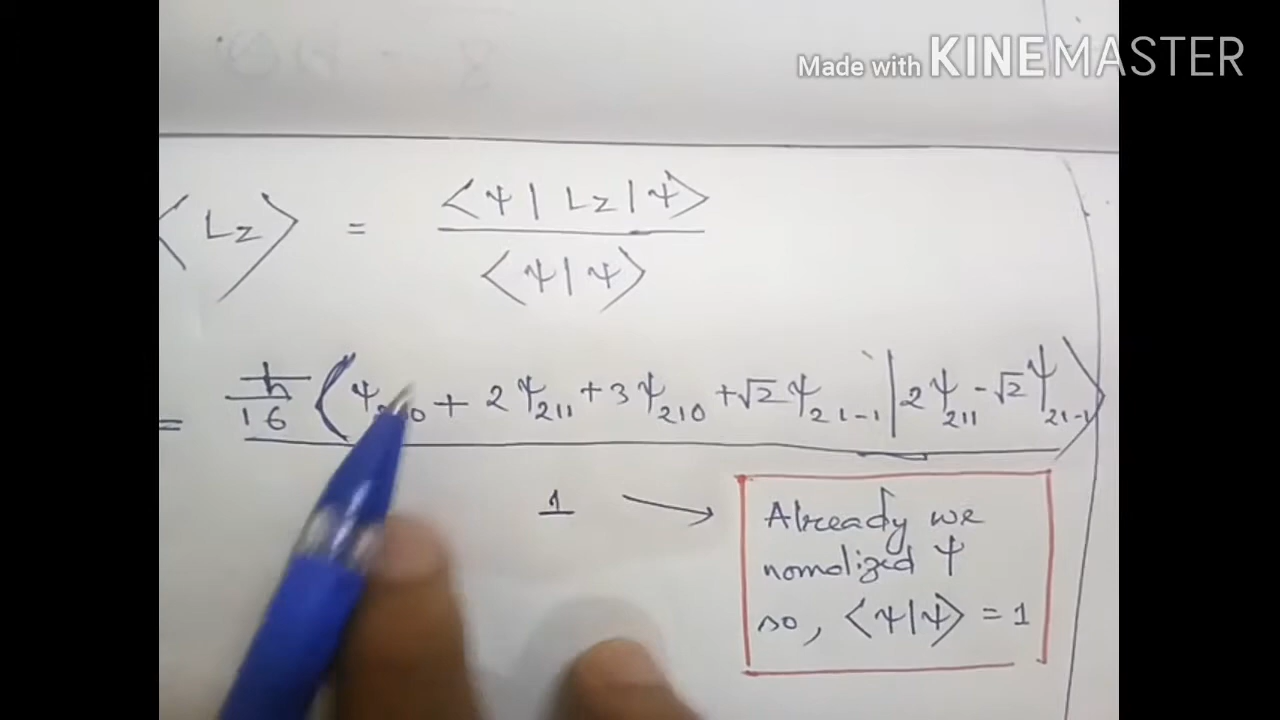 Made with KINEMASTER
⟨Lz⟩ = ⟨Ψ| Lz |Ψ⟩ / ⟨Ψ|Ψ⟩
= ħ/16 ⟨Ψ + 2Ψ₂₁₁ + 3Ψ₂₁₀ + √2Ψ₂₁₋₁ | 2Ψ₂₁₁ - √2Ψ₂₁₋₁⟩
1 → Already we
nomolized Ψ
so, ⟨Ψ|Ψ⟩ = 1